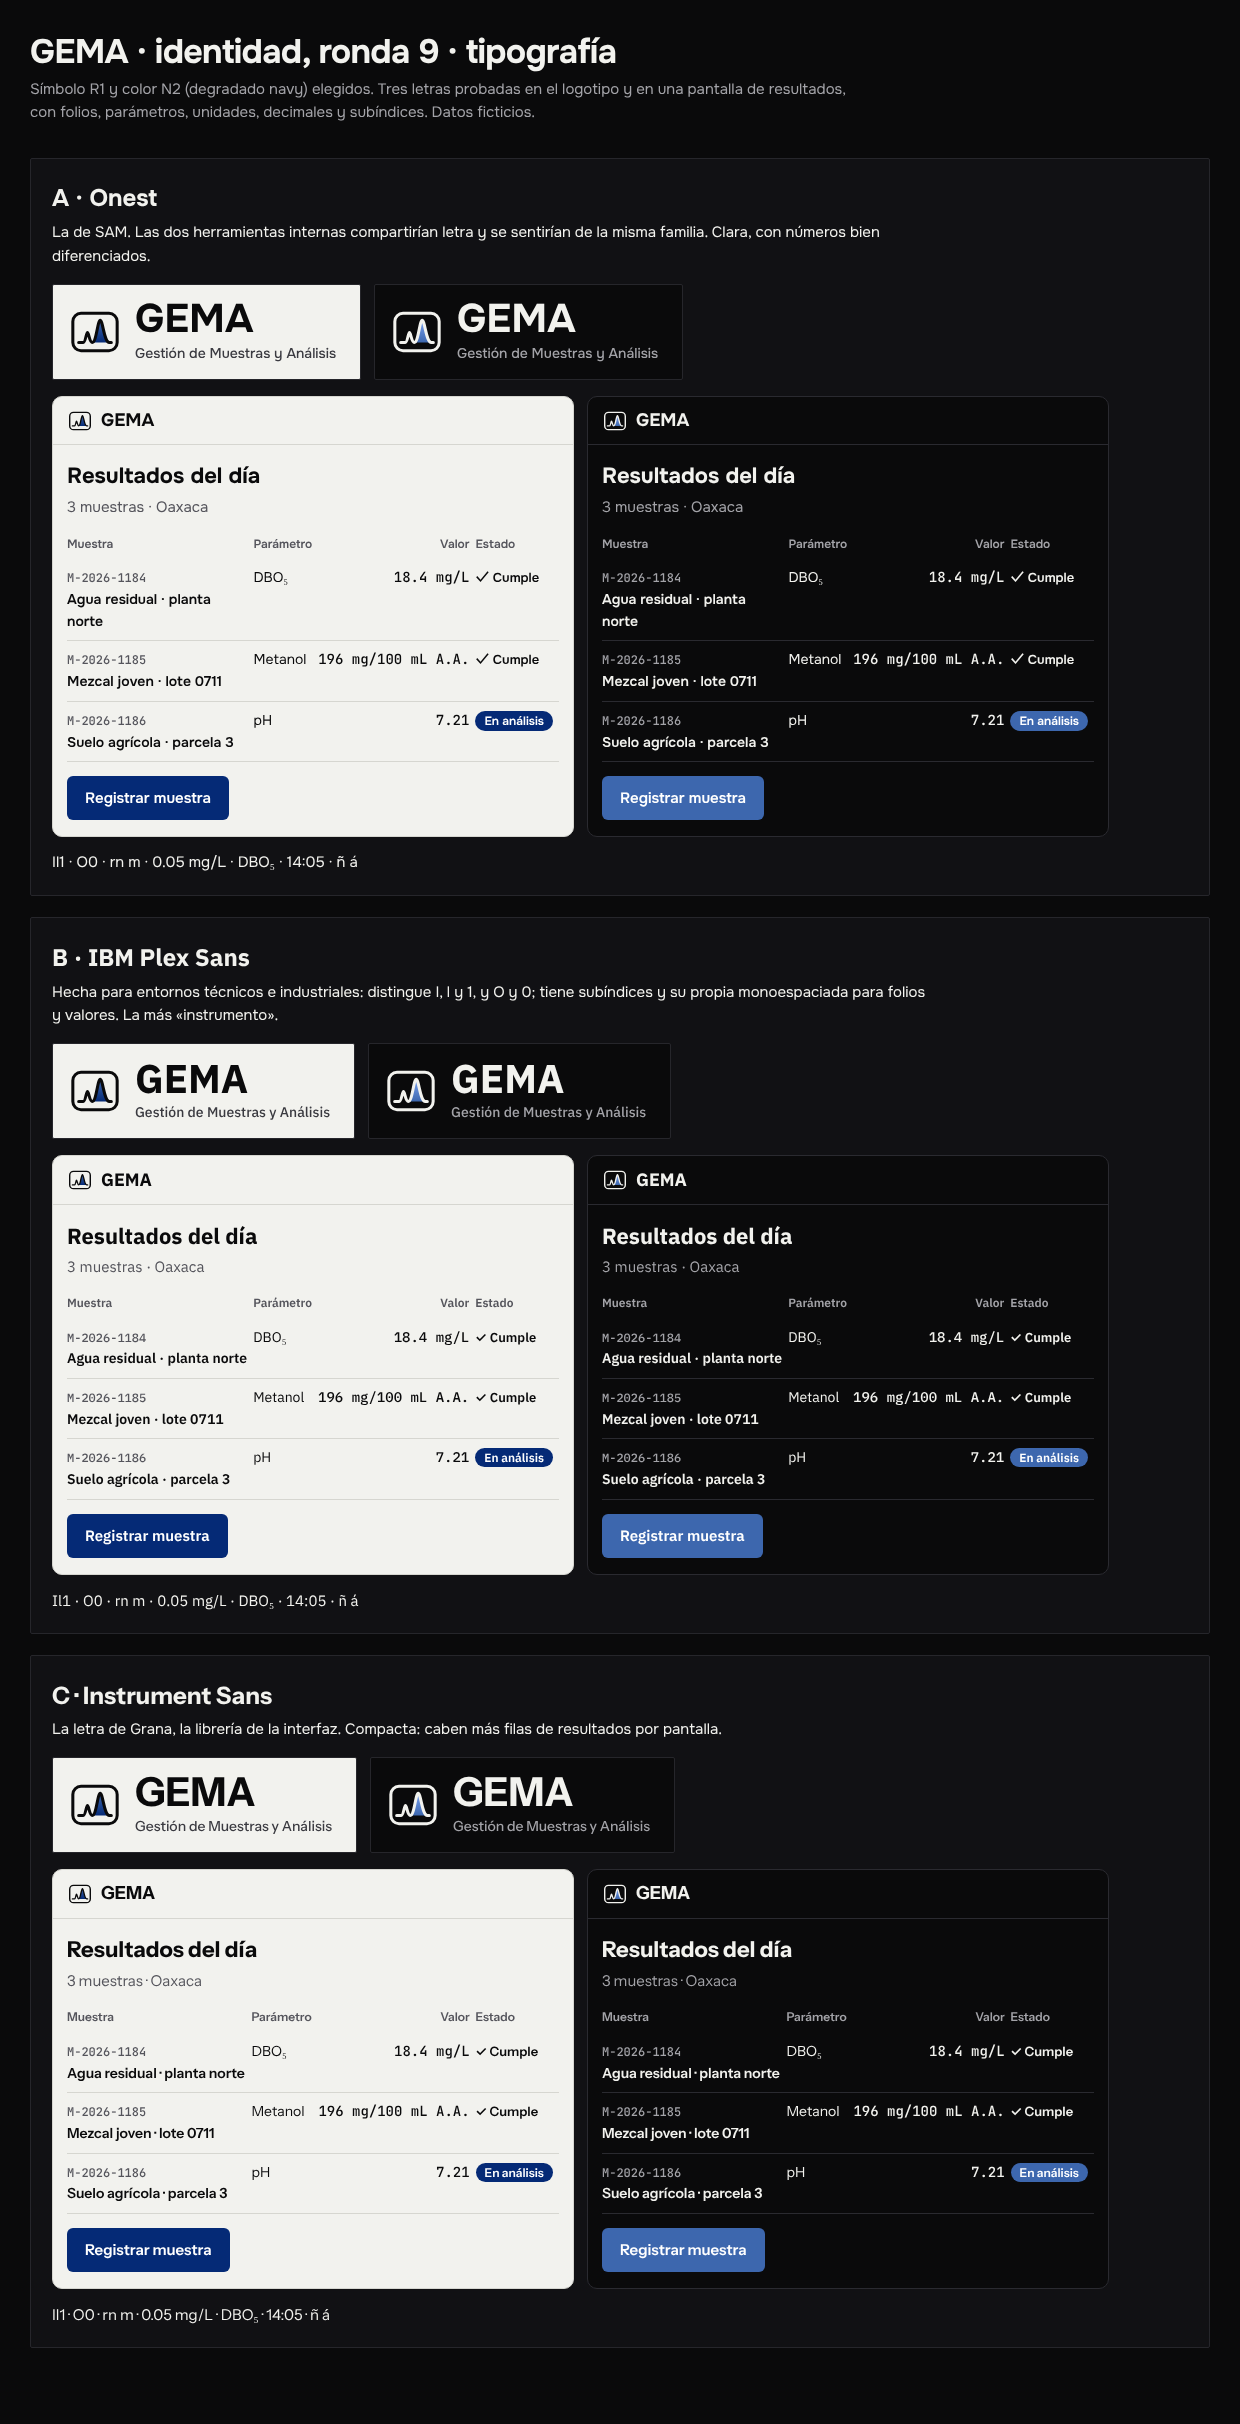 GEMA · identidad, ronda 9 · tipografía
Símbolo R1 y color N2 (degradado navy) elegidos. Tres letras probadas en el logotipo y en una pantalla de resultados,
con folios, parámetros, unidades, decimales y subíndices. Datos ficticios.
A · Onest
La de SAM. Las dos herramientas internas compartirían letra y se sentirían de la misma familia. Clara, con números bien
diferenciados.
GEMA
Gestión de Muestras y Análisis
GEMA
Gestión de Muestras y Análisis
GEMA
Resultados del día
3 muestras · Oaxaca
Muestra Parámetro Valor Estado
M-2026-1184 DBO₅ 18.4 mg/L ✓ Cumple
Agua residual · planta
norte
M-2026-1185 Metanol 196 mg/100 mL A.A. ✓ Cumple
Mezcal joven · lote 0711
M-2026-1186 pH 7.21 En análisis
Suelo agrícola · parcela 3
Registrar muestra
GEMA
Resultados del día
3 muestras · Oaxaca
Muestra Parámetro Valor Estado
M-2026-1184 DBO₅ 18.4 mg/L ✓ Cumple
Agua residual · planta
norte
M-2026-1185 Metanol 196 mg/100 mL A.A. ✓ Cumple
Mezcal joven · lote 0711
M-2026-1186 pH 7.21 En análisis
Suelo agrícola · parcela 3
Registrar muestra
Il1 · O0 · rn m · 0.05 mg/L · DBO₅ · 14:05 · ñ á
B · IBM Plex Sans
Hecha para entornos técnicos e industriales: distingue I, l y 1, y O y 0; tiene subíndices y su propia monoespaciada para folios
y valores. La más «instrumento».
GEMA
Gestión de Muestras y Análisis
GEMA
Gestión de Muestras y Análisis
GEMA
Resultados del día
3 muestras · Oaxaca
Muestra Parámetro Valor Estado
M-2026-1184 DBO₅ 18.4 mg/L ✓ Cumple
Agua residual · planta norte
M-2026-1185 Metanol 196 mg/100 mL A.A. ✓ Cumple
Mezcal joven · lote 0711
M-2026-1186 pH 7.21 En análisis
Suelo agrícola · parcela 3
Registrar muestra
GEMA
Resultados del día
3 muestras · Oaxaca
Muestra Parámetro Valor Estado
M-2026-1184 DBO₅ 18.4 mg/L ✓ Cumple
Agua residual · planta norte
M-2026-1185 Metanol 196 mg/100 mL A.A. ✓ Cumple
Mezcal joven · lote 0711
M-2026-1186 pH 7.21 En análisis
Suelo agrícola · parcela 3
Registrar muestra
Il1 · O0 · rn m · 0.05 mg/L · DBO₅ · 14:05 · ñ á
C · Instrument Sans
La letra de Grana, la librería de la interfaz. Compacta: caben más filas de resultados por pantalla.
GEMA
Gestión de Muestras y Análisis
GEMA
Gestión de Muestras y Análisis
GEMA
Resultados del día
3 muestras · Oaxaca
Muestra Parámetro Valor Estado
M-2026-1184 DBO₅ 18.4 mg/L ✓ Cumple
Agua residual · planta norte
M-2026-1185 Metanol 196 mg/100 mL A.A. ✓ Cumple
Mezcal joven · lote 0711
M-2026-1186 pH 7.21 En análisis
Suelo agrícola · parcela 3
Registrar muestra
GEMA
Resultados del día
3 muestras · Oaxaca
Muestra Parámetro Valor Estado
M-2026-1184 DBO₅ 18.4 mg/L ✓ Cumple
Agua residual · planta norte
M-2026-1185 Metanol 196 mg/100 mL A.A. ✓ Cumple
Mezcal joven · lote 0711
M-2026-1186 pH 7.21 En análisis
Suelo agrícola · parcela 3
Registrar muestra
Il1 · O0 · rn m · 0.05 mg/L · DBO₅ · 14:05 · ñ á